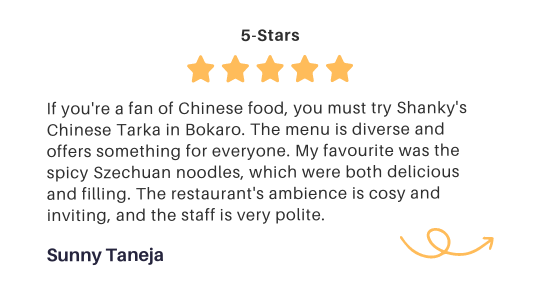 5-Stars
If you're a fan of Chinese food, you must try Shanky's
Chinese Tarka in Bokaro. The menu is diverse and
offers something for everyone. My favourite was the
spicy Szechuan noodles, which were both delicious
and filling. The restaurant's ambience is cosy and
inviting, and the staff is very polite.
Sunny Taneja